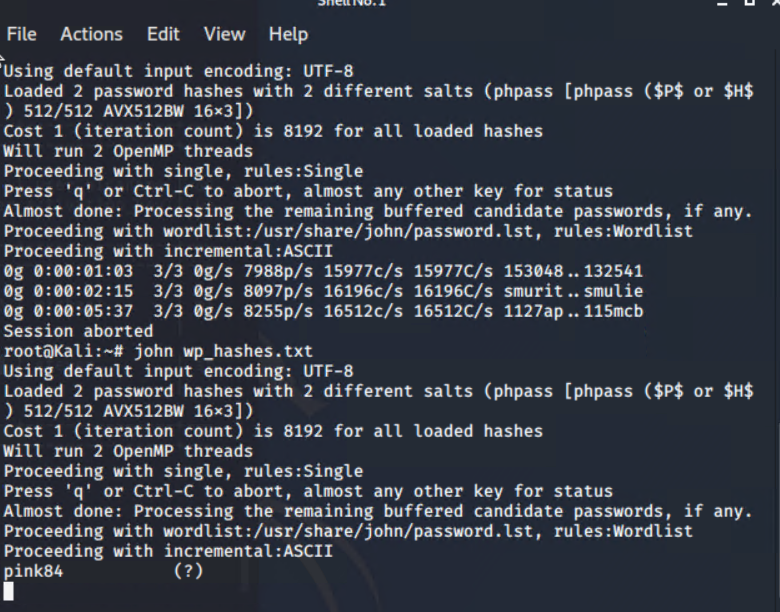 Shell No. 1
File Actions Edit View Help
Using default input encoding: UTF-8
Loaded 2 password hashes with 2 different salts (phpass [phpass ($P$ or $H$
) 512/512 AVX512BW 16×3])
Cost 1 (iteration count) is 8192 for all loaded hashes
Will run 2 OpenMP threads
Proceeding with single, rules:Single
Press 'q' or Ctrl-C to abort, almost any other key for status
Almost done: Processing the remaining buffered candidate passwords, if any.
Proceeding with wordlist:/usr/share/john/password.lst, rules:Wordlist
Proceeding with incremental:ASCII
0g 0:00:01:03  3/3 0g/s 7988p/s 15977c/s 15977C/s 153048..132541
0g 0:00:02:15  3/3 0g/s 8097p/s 16196c/s 16196C/s smurit..smulie
0g 0:00:05:37  3/3 0g/s 8255p/s 16512c/s 16512C/s 1127ap..115mcb
Session aborted
root@Kali:~# john wp_hashes.txt
Using default input encoding: UTF-8
Loaded 2 password hashes with 2 different salts (phpass [phpass ($P$ or $H$
) 512/512 AVX512BW 16×3])
Cost 1 (iteration count) is 8192 for all loaded hashes
Will run 2 OpenMP threads
Proceeding with single, rules:Single
Press 'q' or Ctrl-C to abort, almost any other key for status
Almost done: Processing the remaining buffered candidate passwords, if any.
Proceeding with wordlist:/usr/share/john/password.lst, rules:Wordlist
Proceeding with incremental:ASCII
pink84           (?)